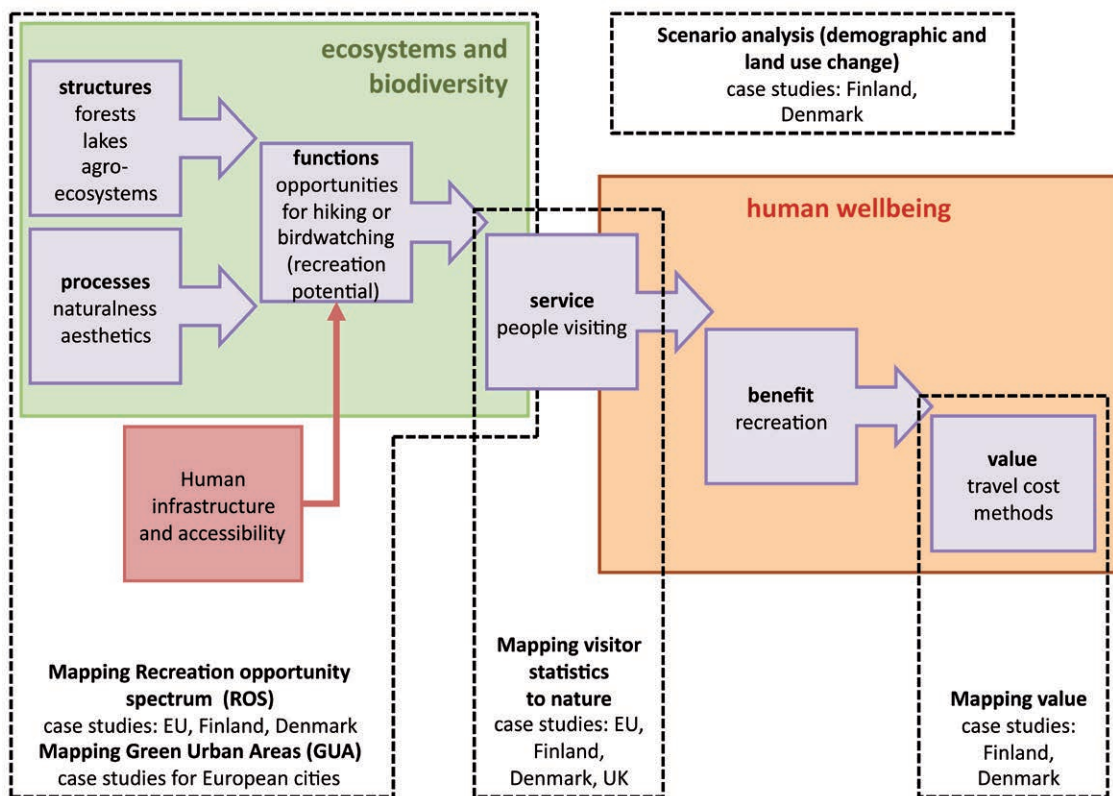 ecosystems and
biodiversity
structures
forests
lakes
agro-
ecosystems
processes
naturalness
aesthetics
functions
opportunities
for hiking or
birdwatching
(recreation
potential)
Human
infrastructure
and accessibility
Scenario analysis (demographic and
land use change)
case studies: Finland,
Denmark
human wellbeing
service
people visiting
benefit
recreation
value
travel cost
methods
Mapping Recreation opportunity
spectrum (ROS)
case studies: EU, Finland, Denmark
Mapping Green Urban Areas (GUA)
case studies for European cities
Mapping visitor
statistics
to nature
case studies: EU,
Finland,
Denmark, UK
Mapping value
case studies:
Finland,
Denmark